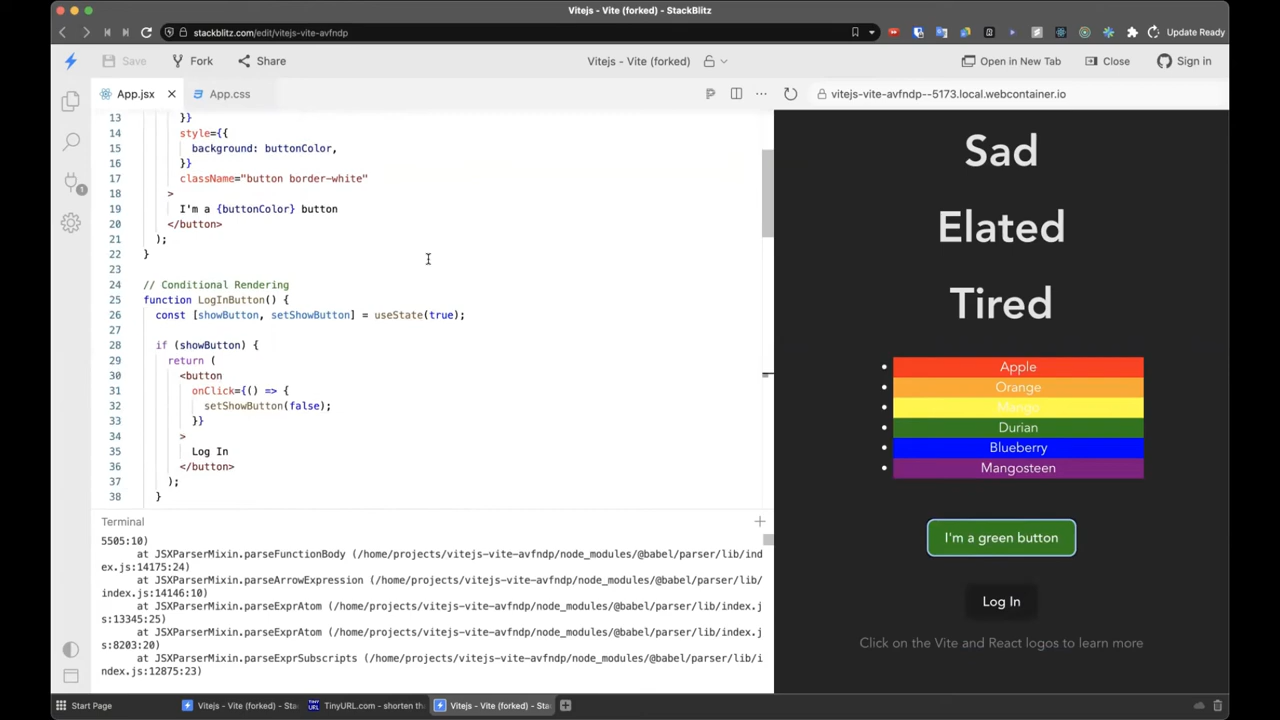 Vitejs - Vite (forked) - StackBlitz
stackblitz.com/edit/vitejs-vite-avfndp
Update Ready
Save
Fork
Share
Vitejs - Vite (forked)
Open in New Tab
Close
Sign in
App.jsx
App.css
vitejs-vite-avfndp--5173.local.webcontainer.io
13 }}
14 style={{
15 background: buttonColor,
16 }}
17 className="button border-white"
18 >
19 I'm a {buttonColor} button
20 </button>
21 );
22 }
23
24 // Conditional Rendering
25 function LogInButton() {
26 const [showButton, setShowButton] = useState(true);
27
28 if (showButton) {
29 return (
30 <button
31 onClick={() => {
32 setShowButton(false);
33 }}
34 >
35 Log In
36 </button>
37 );
38 }
1
Terminal
5505:10)
at JSXParserMixin.parseFunctionBody (/home/projects/vitejs-vite-avfndp/node_modules/@babel/parser/lib/ind
ex.js:14175:24)
at JSXParserMixin.parseArrowExpression (/home/projects/vitejs-vite-avfndp/node_modules/@babel/parser/lib/
index.js:14146:10)
at JSXParserMixin.parseExprAtom (/home/projects/vitejs-vite-avfndp/node_modules/@babel/parser/lib/index.j
s:13345:25)
at JSXParserMixin.parseExprAtom (/home/projects/vitejs-vite-avfndp/node_modules/@babel/parser/lib/index.j
s:8203:20)
at JSXParserMixin.parseExprSubscripts (/home/projects/vitejs-vite-avfndp/node_modules/@babel/parser/lib/i
ndex.js:12875:23)
Sad
Elated
Tired
Apple
Orange
Mango
Durian
Blueberry
Mangosteen
I'm a green button
Log In
Click on the Vite and React logos to learn more
Start Page
Vitejs - Vite (forked) - Sta
TINY URL
TinyURL.com - shorten th
Vitejs - Vite (forked) - Sta